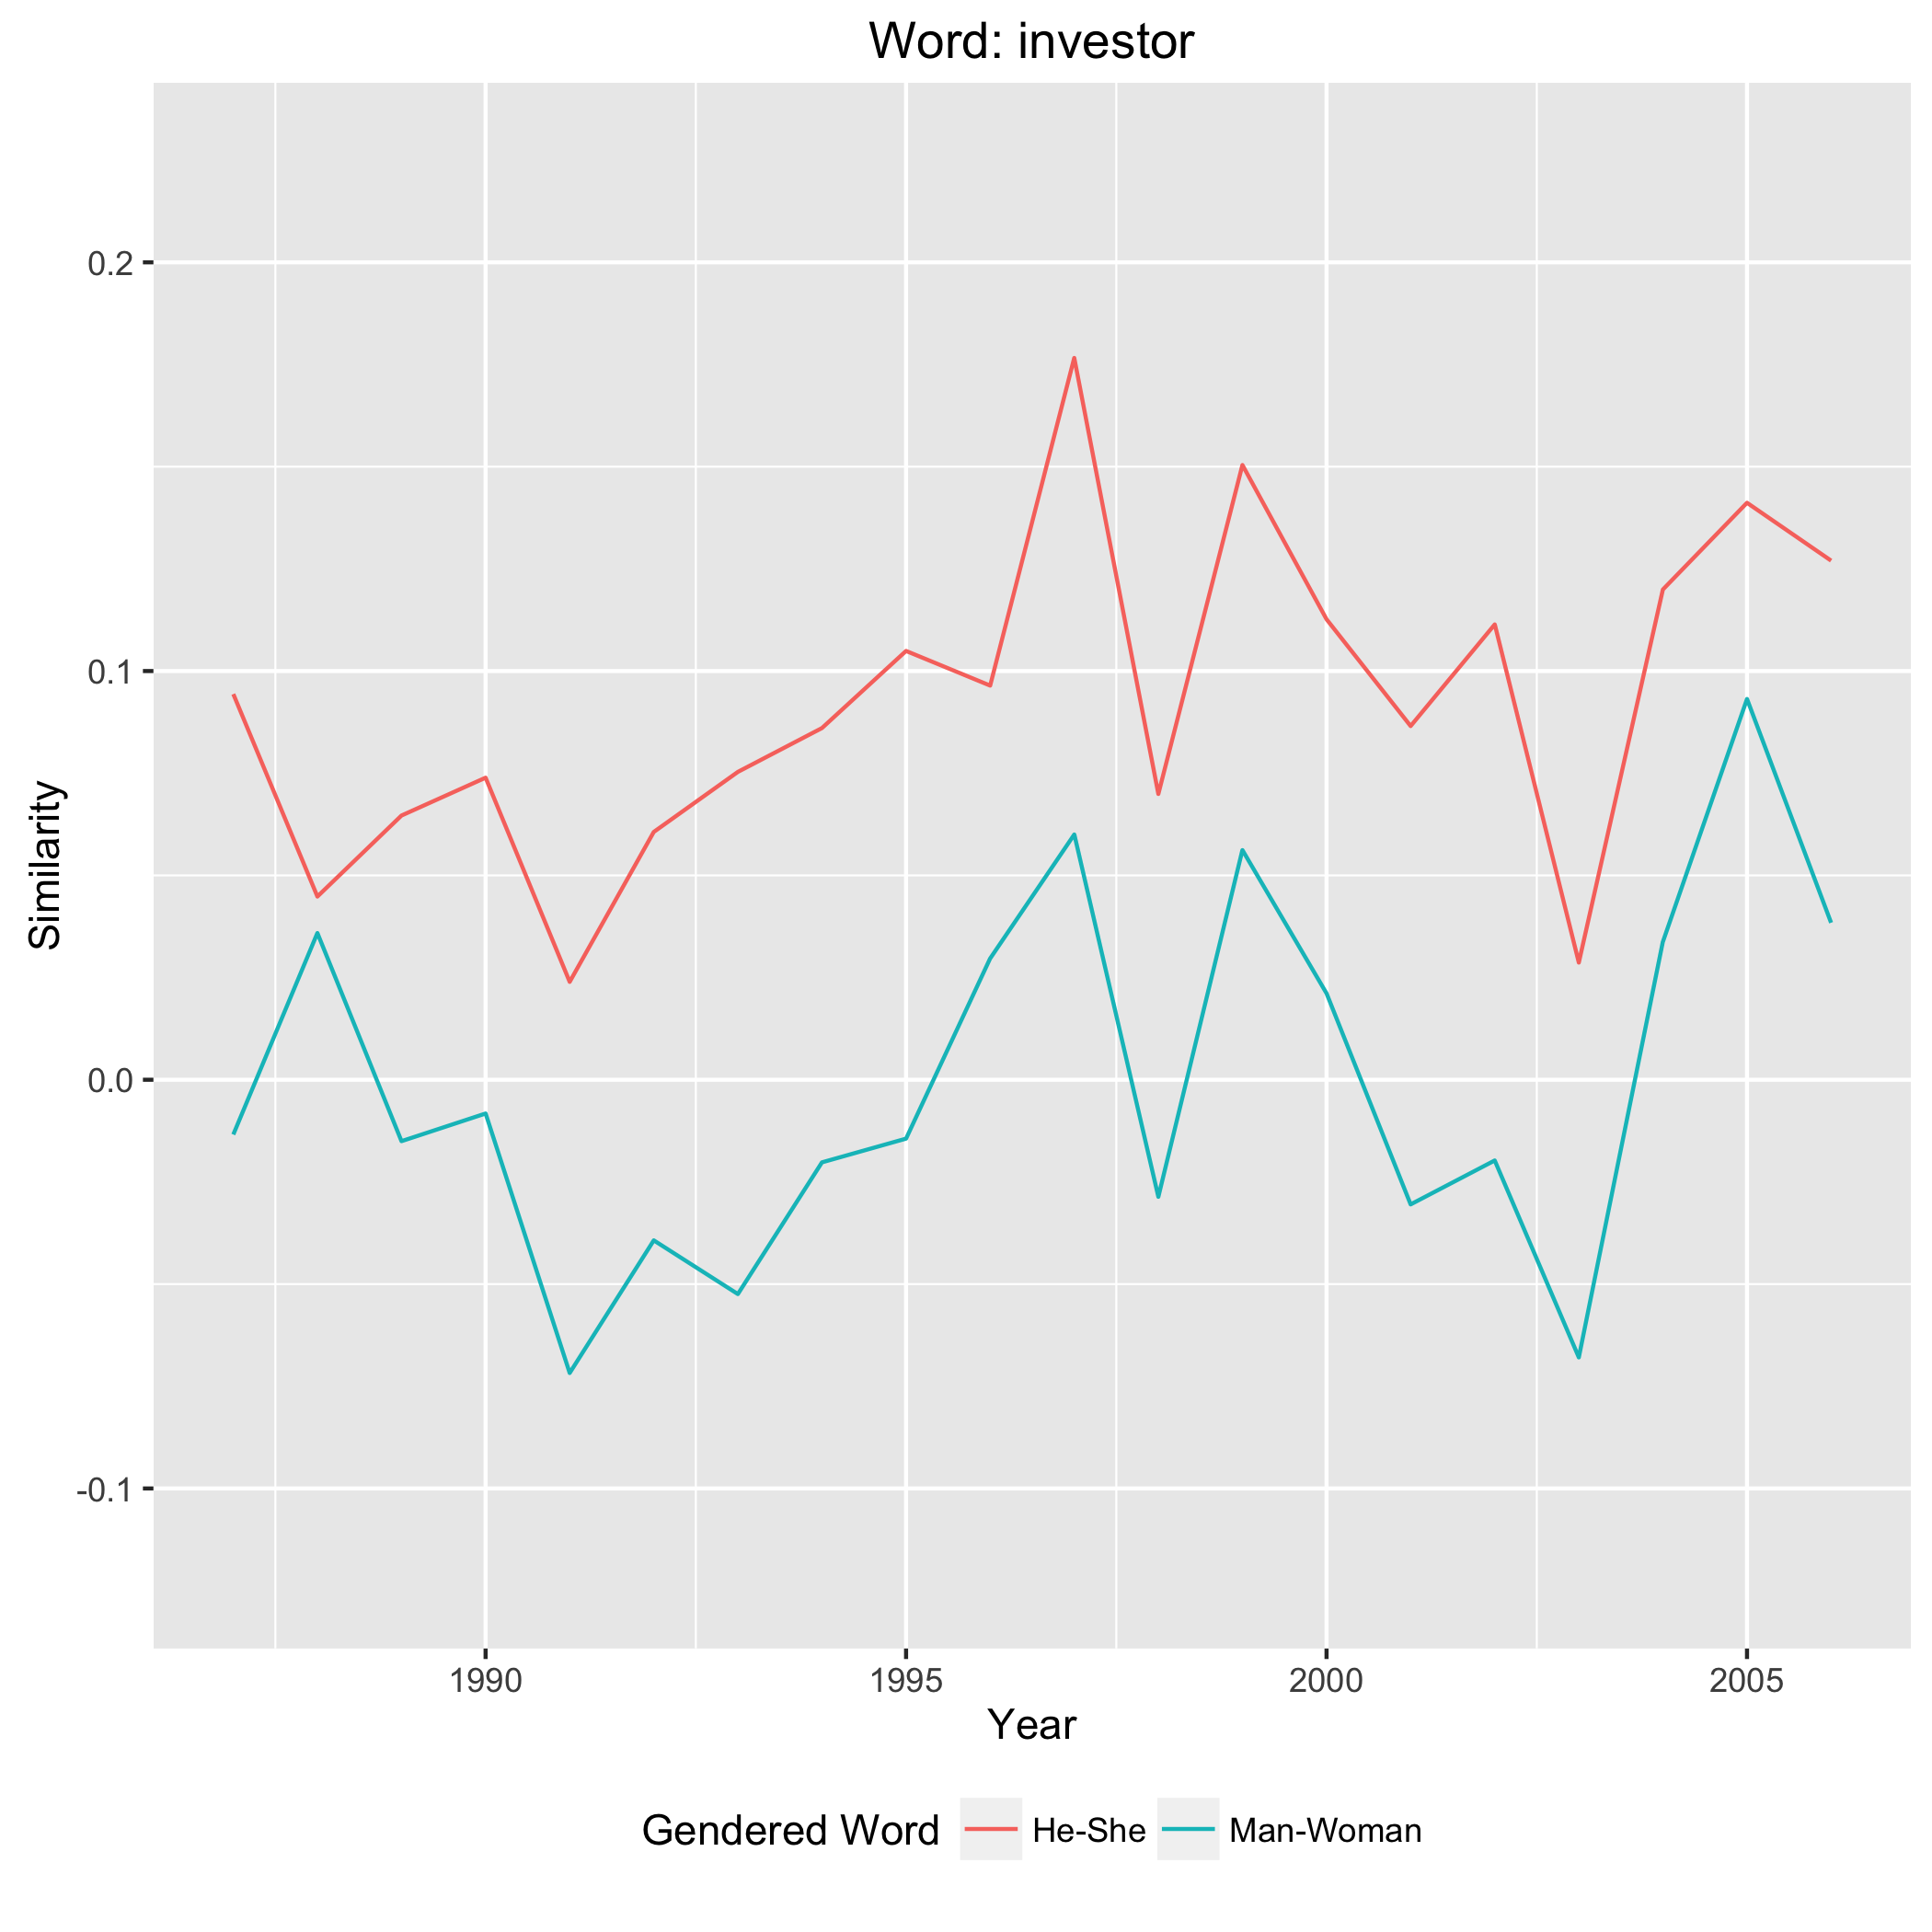 Word: investor
Similarity
0.2
0.1
0.0
-0.1
1990 1995 2000 2005
Year
Gendered Word He-She Man-Woman